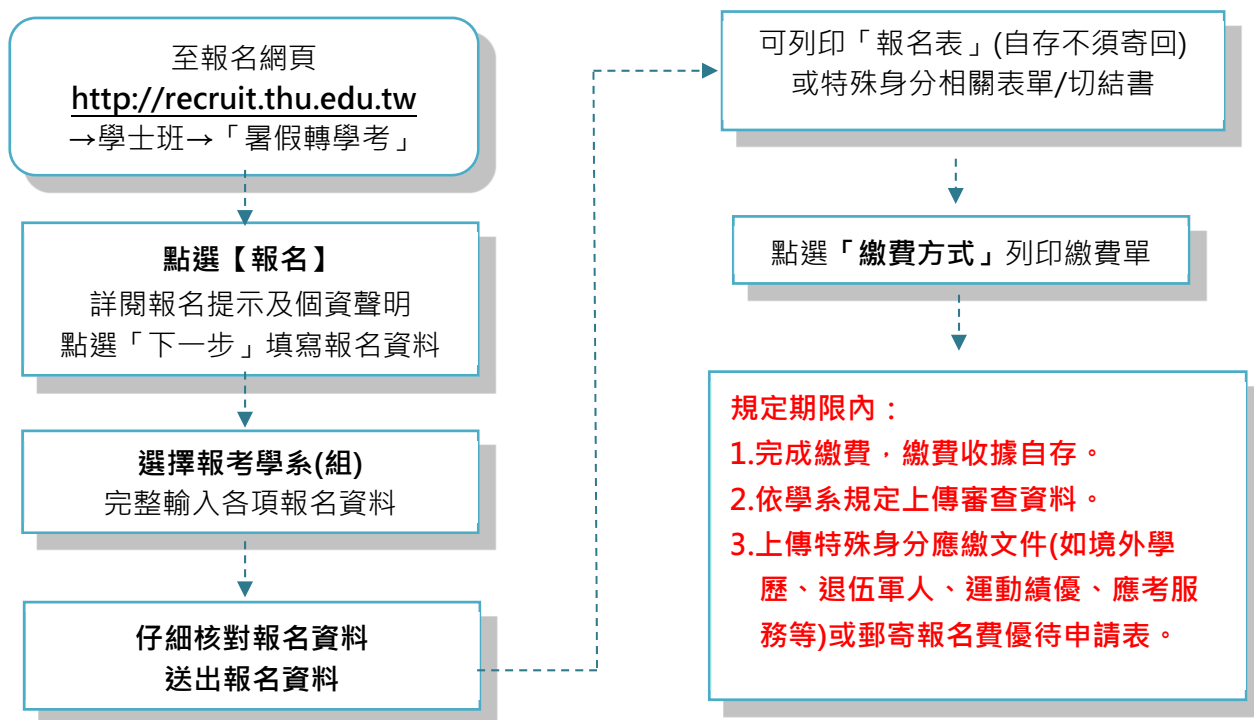 至報名網頁
http://recruit.thu.edu.tw
→學士班→「暑假轉學考」
點選【報名】
詳閱報名提示及個資聲明
點選「下一步」填寫報名資料
選擇報考學系(組)
完整輸入各項報名資料
仔細核對報名資料
送出報名資料
可列印「報名表」(自存不須寄回)
或特殊身分相關表單/切結書
點選「繳費方式」列印繳費單
規定期限內：
1.完成繳費，繳費收據自存。
2.依學系規定上傳審查資料。
3.上傳特殊身分應繳文件(如境外學
歷、退伍軍人、運動績優、應考服
務等)或郵寄報名費優待申請表。